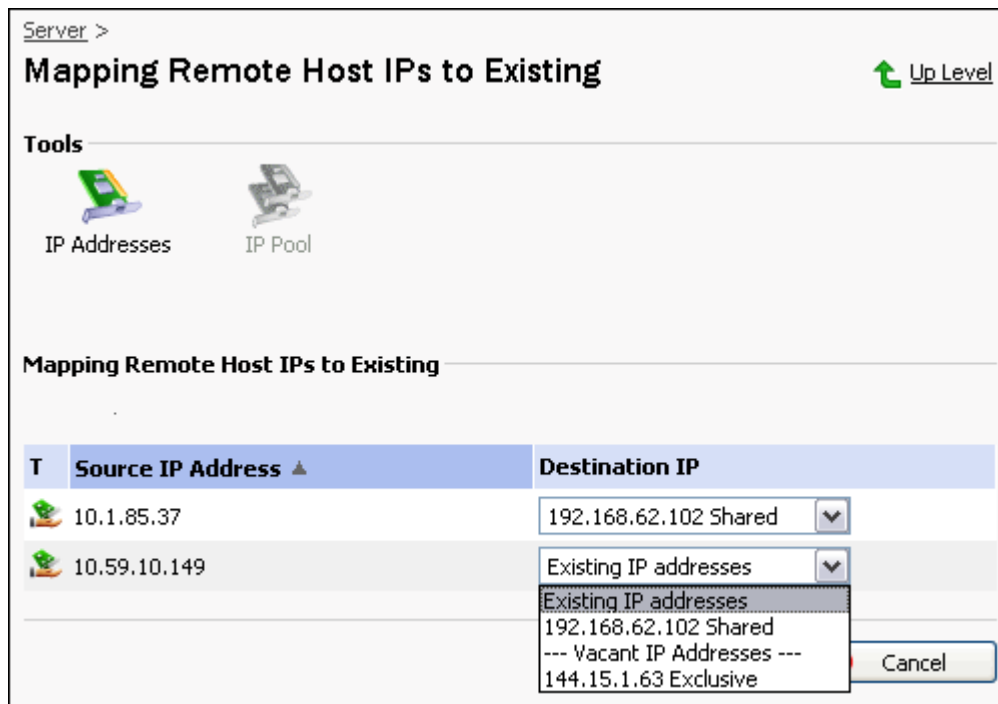 Server >
Mapping Remote Host IPs to Existing
Up Level
Tools
IP Addresses
IP Pool
Mapping Remote Host IPs to Existing
T Source IP Address Destination IP
10.1.85.37 192.168.62.102 Shared
10.59.10.149 Existing IP addresses
Existing IP addresses
192.168.62.102 Shared
--- Vacant IP Addresses ---
144.15.1.63 Exclusive
Cancel